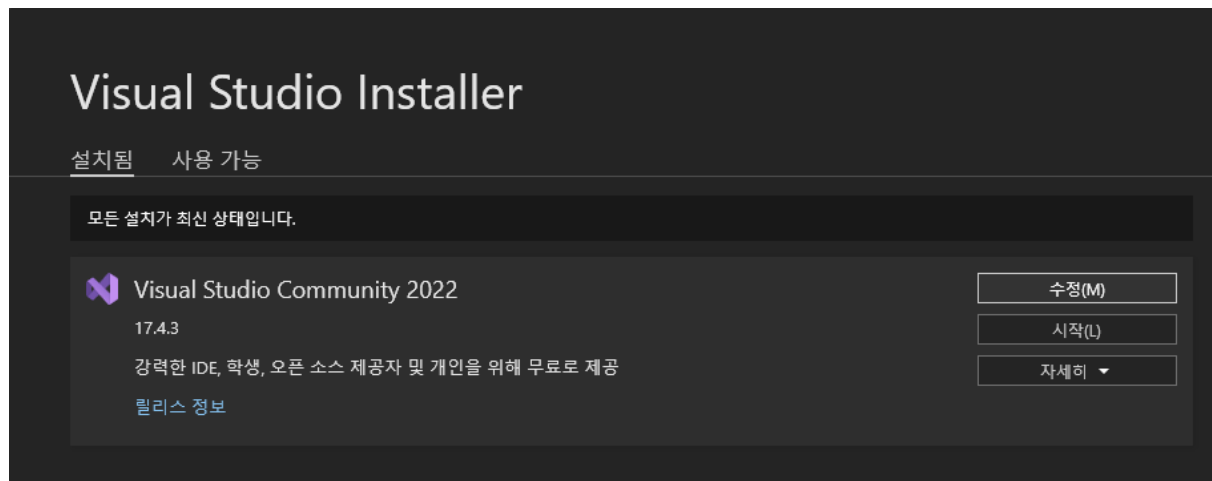 Visual Studio Installer
설치됨 사용 가능
모든 설치가 최신 상태입니다.
Visual Studio Community 2022
수정(M)
17.4.3
시작(L)
강력한 IDE, 학생, 오픈 소스 제공자 및 개인을 위해 무료로 제공
자세히
릴리스 정보